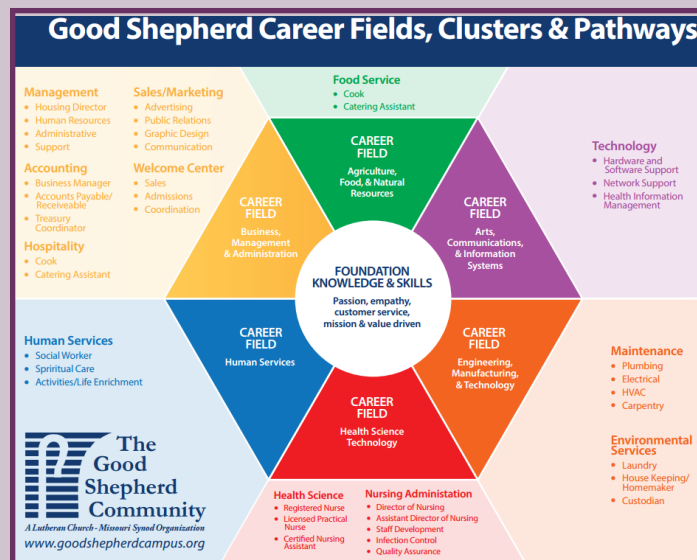 Good Shepherd Career Fields, Clusters & Pathways
Management
• Housing Director
• Human Resources
• Administrative
• Support
Accounting
• Business Manager
• Accounts Payable/
Receivable
• Treasury
Coordinator
Hospitality
• Cook
• Catering Assistant
Sales/Marketing
• Advertising
• Public Relations
• Graphic Design
• Communication
Welcome Center
• Sales
• Admissions
• Coordination
Food Service
• Cook
• Catering Assistant
Technology
• Hardware and
Software Support
• Network Support
• Health Information
Management
CAREER
FIELD
Agriculture,
Food, & Natural
Resources
CAREER
FIELD
Business,
Management
& Administration
CAREER
FIELD
Arts,
Communications,
& Information
Systems
FOUNDATION
KNOWLEDGE & SKILLS
Passion, empathy,
customer service,
mission & value driven
CAREER
FIELD
Human Services
CAREER
FIELD
Engineering,
Manufacturing,
& Technology
CAREER
FIELD
Health Science
Technology
Human Services
• Social Worker
• Spriritual Care
• Activities/Life Enrichment
Maintenance
• Plumbing
• Electrical
• HVAC
• Carpentry
Environmental
Services
• Laundry
• House Keeping/
Homemaker
• Custodian
The
Good
Shepherd
Community
A Lutheran Church - Missouri Synod Organization
www.goodshepherdcampus.org
Health Science
• Registered Nurse
• Licensed Practical
Nurse
• Certified Nursing
Assistant
Nursing Administation
• Director of Nursing
• Assistant Director of Nursing
• Staff Development
• Infection Control
• Quality Assurance